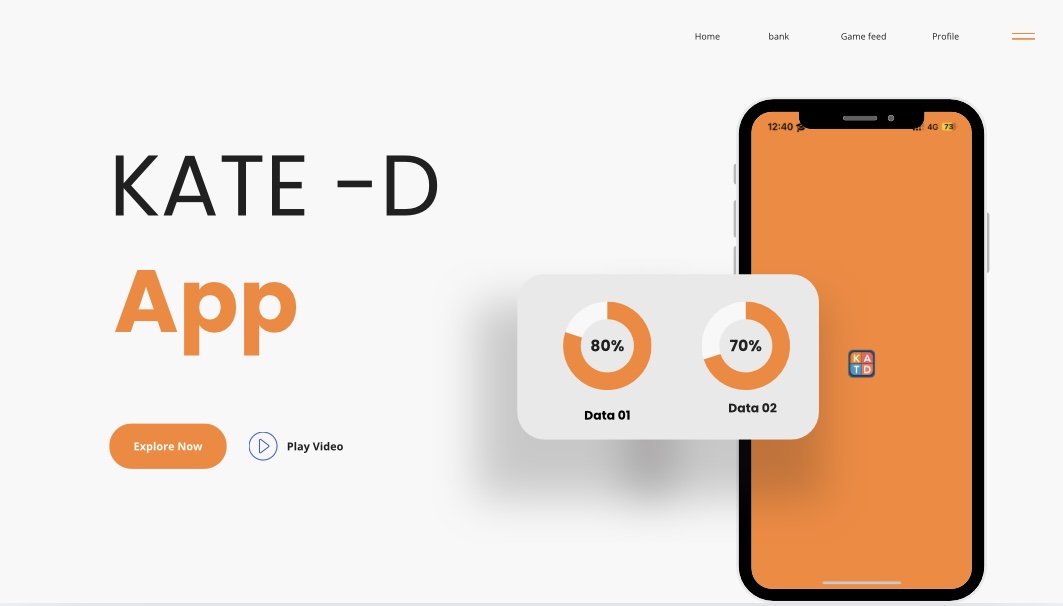 Home bank Game feed Profile
12:40 4G 73
KATE -D
App
80% 70%
Data 01 Data 02
K A
T D
Explore Now Play Video